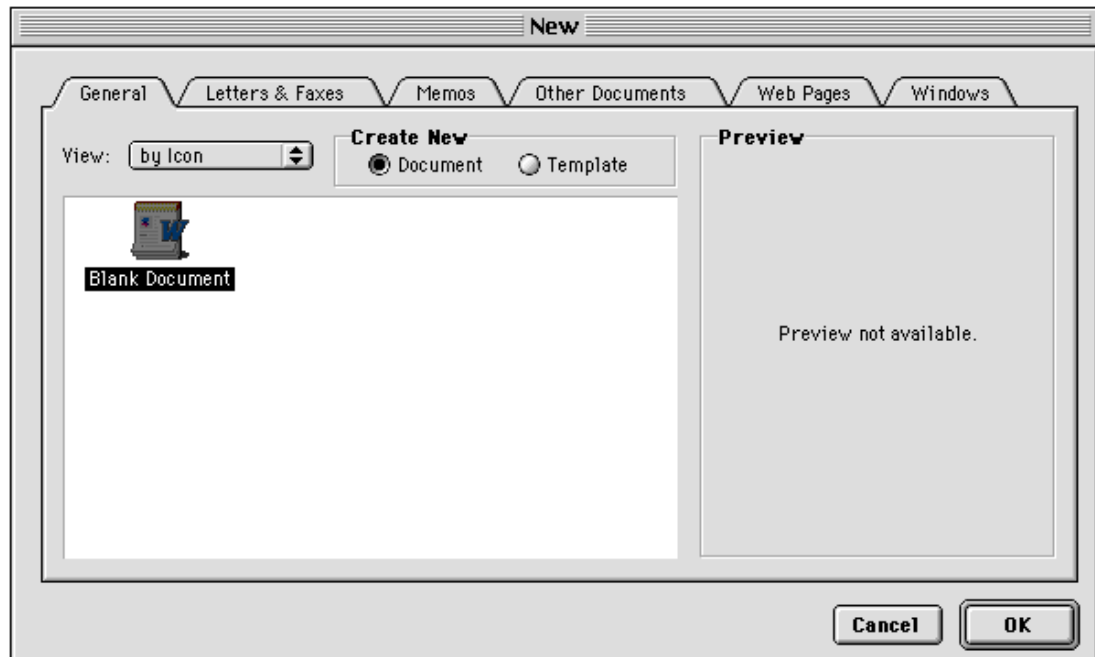 New
General Letters & Faxes Memos Other Documents Web Pages Windows
View: by Icon
Create New
Document Template
Preview
W
Blank Document
Preview not available.
Cancel OK